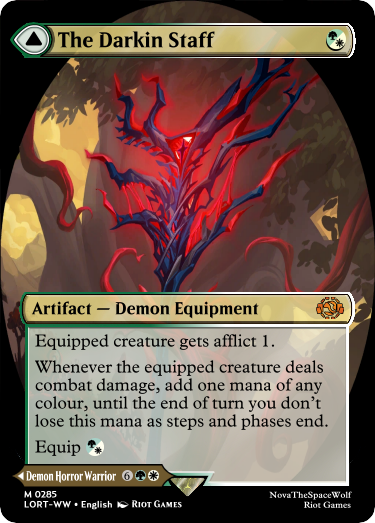 The Darkin Staff
Artifact — Demon Equipment
Equipped creature gets afflict 1.
Whenever the equipped creature deals
combat damage, add one mana of any
colour, until the end of turn you don't
lose this mana as steps and phases end.
Equip
Demon Horror Warrior 6
M 0285
LORT-WW • English Riot Games
NovaTheSpaceWolf
Riot Games